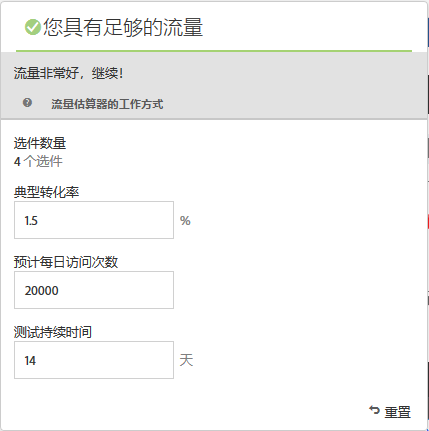 您具有足够的流量
流量非常好，继续！
流量估算器的工作方式
选件数量
4 个选件
典型转化率
1.5 %
预计每日访问次数
20000
测试持续时间
14 天
重置